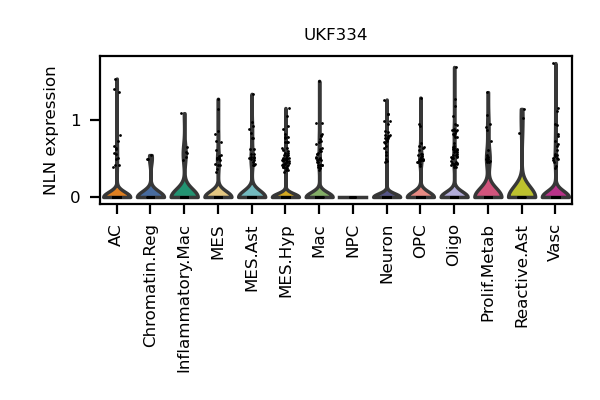 UKF334
NLN expression
1
0
AC
Chromatin.Reg
Inflammatory.Mac
MES
MES.Ast
MES.Hyp
Mac
NPC
Neuron
OPC
Oligo
Prolif.Metab
Reactive.Ast
Vasc